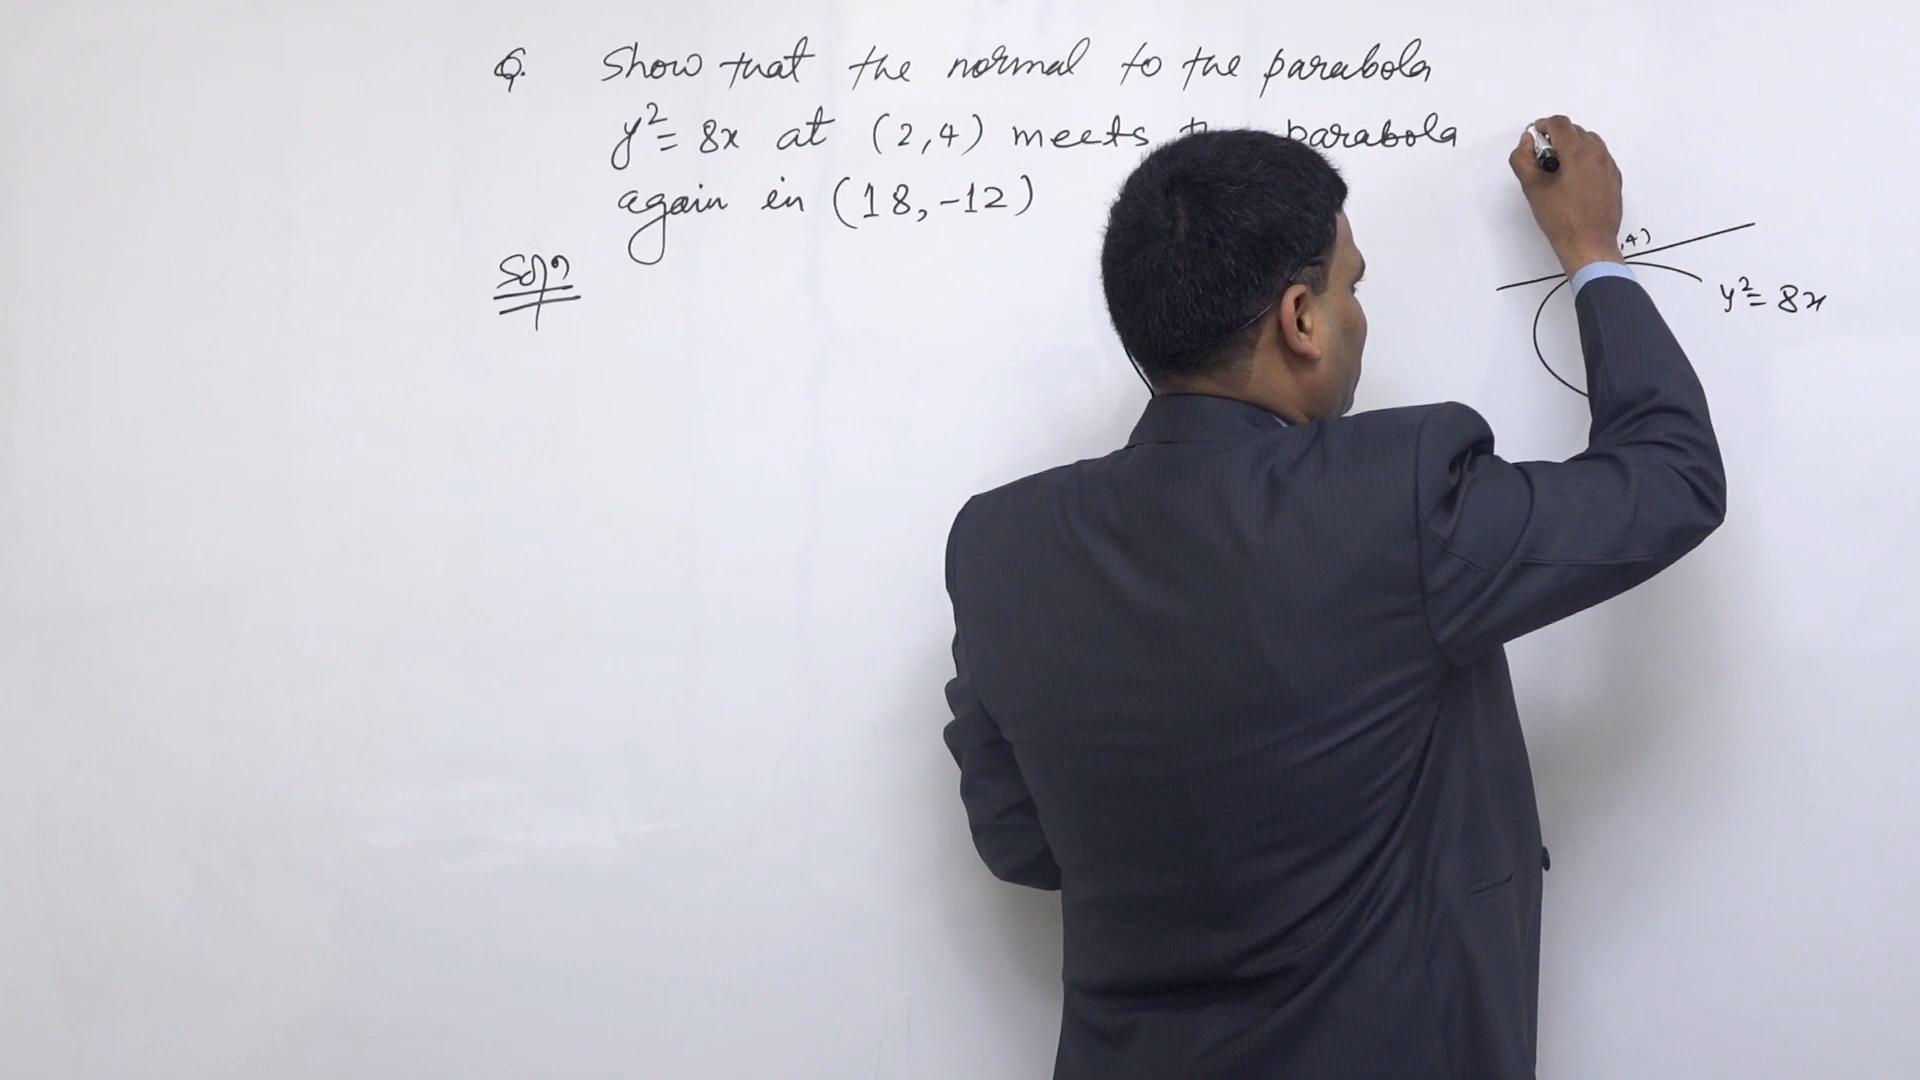 Q. Show that the normal to the parabola
y² = 8x at (2,4) meets parabola
again in (18,-12)
Solⁿ
,4)
y² = 8x